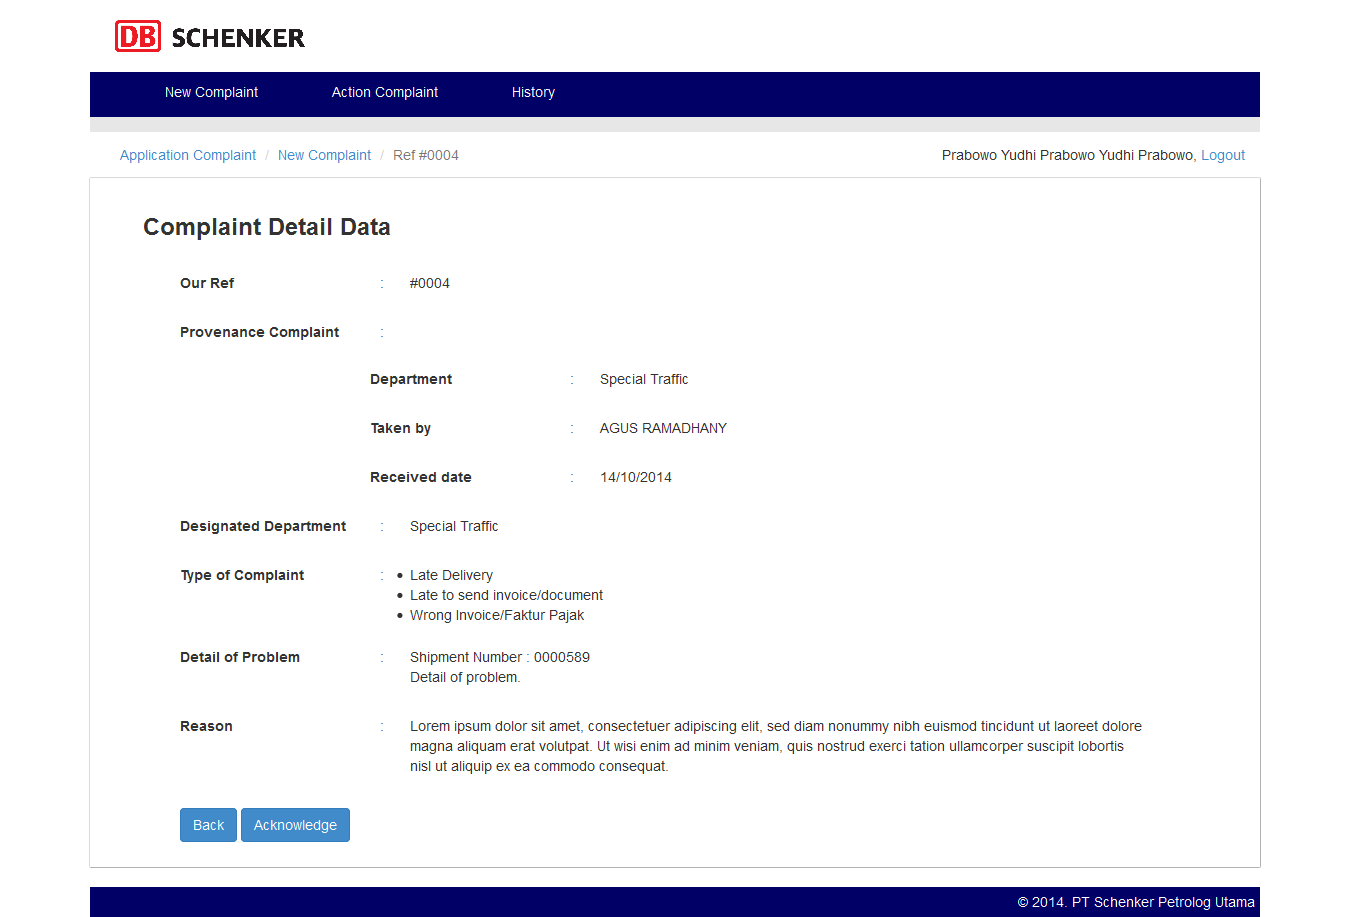 DB SCHENKER
New Complaint Action Complaint History
Application Complaint / New Complaint / Ref #0004 Prabowo Yudhi Prabowo Yudhi Prabowo, Logout
Complaint Detail Data
Our Ref : #0004
Provenance Complaint :
Department : Special Traffic
Taken by : AGUS RAMADHANY
Received date : 14/10/2014
Designated Department : Special Traffic
Type of Complaint : • Late Delivery
• Late to send invoice/document
• Wrong Invoice/Faktur Pajak
Detail of Problem : Shipment Number : 0000589
Detail of problem.
Reason : Lorem ipsum dolor sit amet, consectetuer adipiscing elit, sed diam nonummy nibh euismod tincidunt ut laoreet dolore
magna aliquam erat volutpat. Ut wisi enim ad minim veniam, quis nostrud exerci tation ullamcorper suscipit lobortis
nisl ut aliquip ex ea commodo consequat.
Back Acknowledge
© 2014. PT Schenker Petrolog Utama